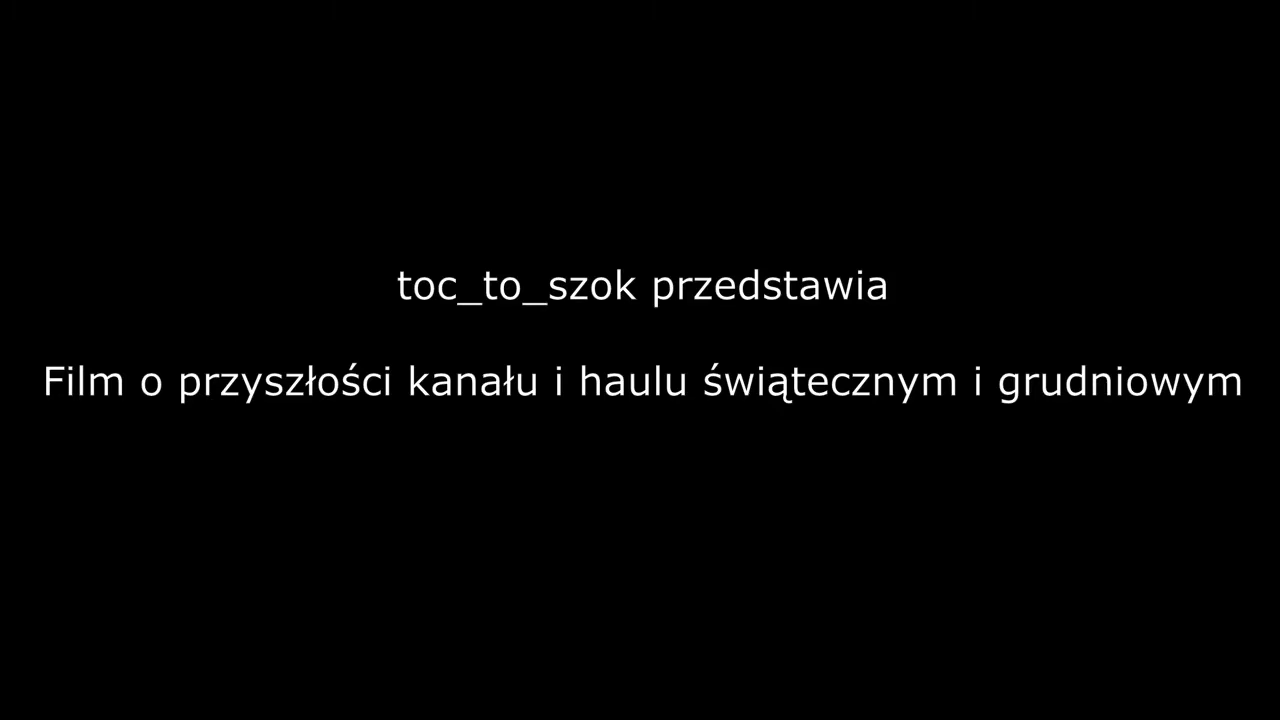 toc_to_szok przedstawia
Film o przyszłości kanału i haulu świątecznym i grudniowym